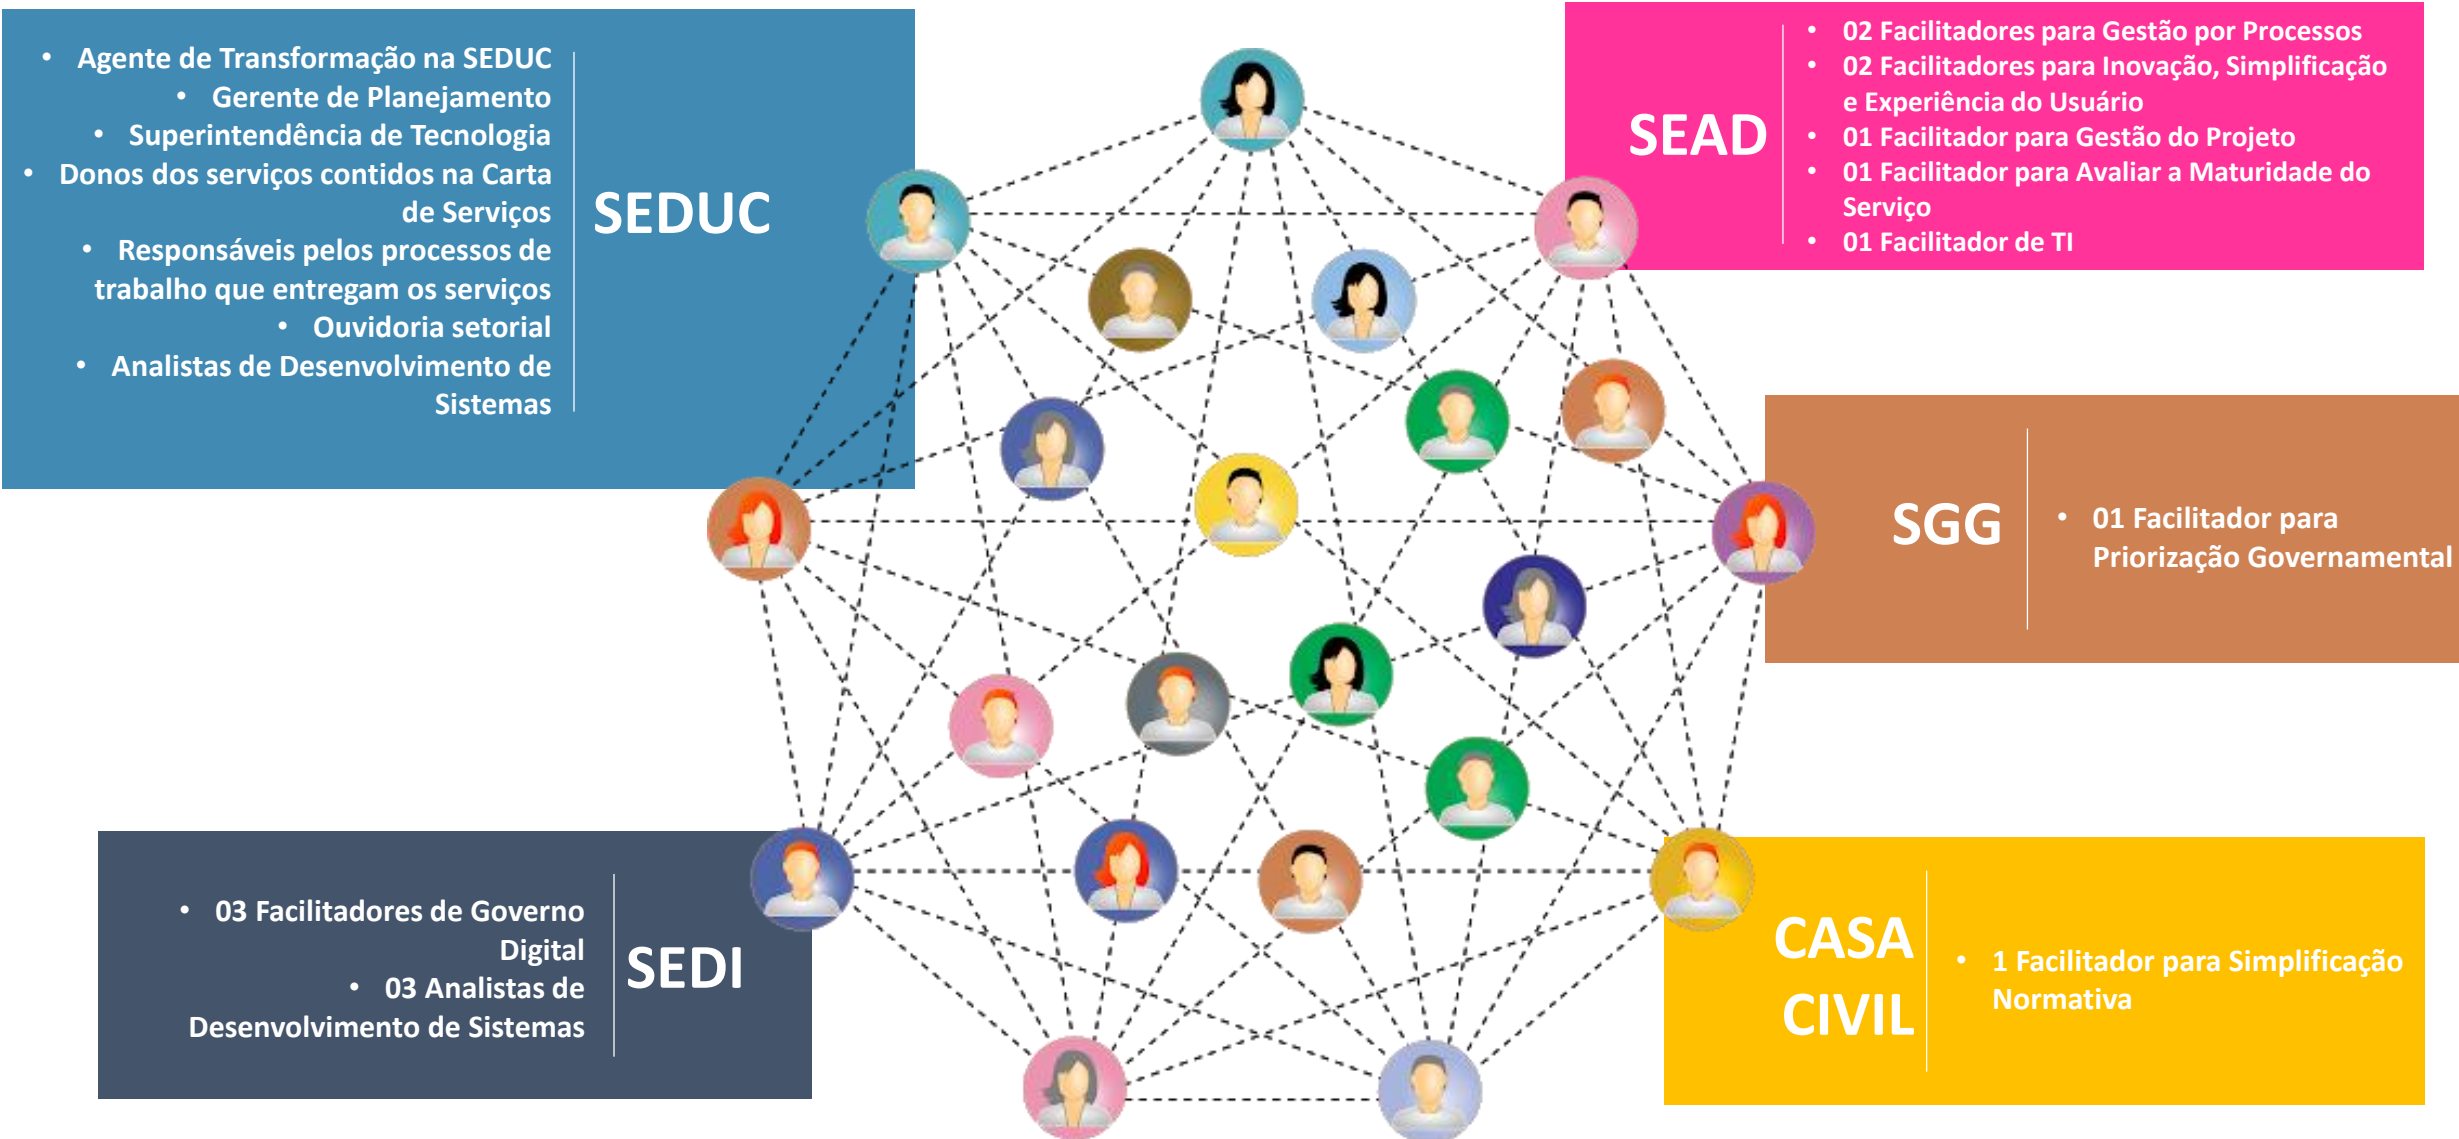 • Agente de Transformação na SEDUC
• Gerente de Planejamento
• Superintendência de Tecnologia
• Donos dos serviços contidos na Carta
de Serviços
• Responsáveis pelos processos de
trabalho que entregam os serviços
• Ouvidoria setorial
• Analistas de Desenvolvimento de
Sistemas
SEDUC
SEAD
• 02 Facilitadores para Gestão por Processos
• 02 Facilitadores para Inovação, Simplificação
e Experiência do Usuário
• 01 Facilitador para Gestão do Projeto
• 01 Facilitador para Avaliar a Maturidade do
Serviço
• 01 Facilitador de TI
SGG
• 01 Facilitador para
Priorização Governamental
• 03 Facilitadores de Governo
Digital
• 03 Analistas de
Desenvolvimento de Sistemas
SEDI
CASA
CIVIL
• 1 Facilitador para Simplificação
Normativa